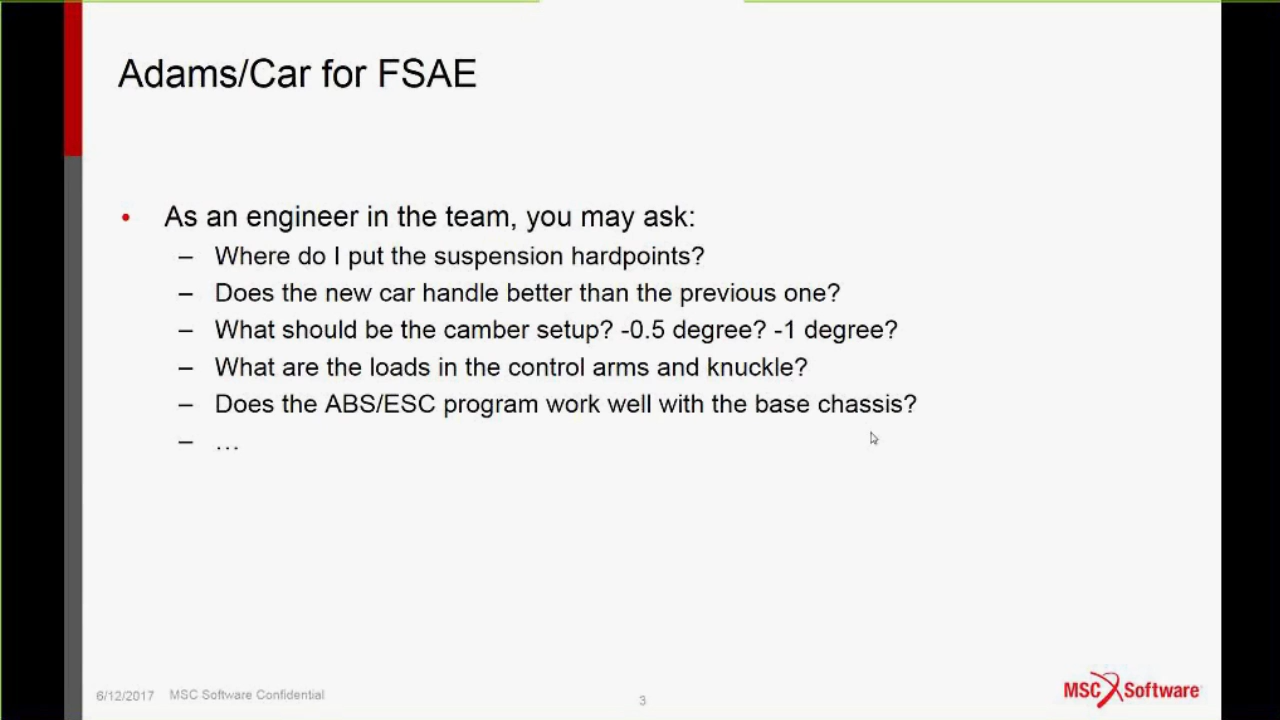 Adams/Car for FSAE
• As an engineer in the team, you may ask:
– Where do I put the suspension hardpoints?
– Does the new car handle better than the previous one?
– What should be the camber setup? -0.5 degree? -1 degree?
– What are the loads in the control arms and knuckle?
– Does the ABS/ESC program work well with the base chassis?
– …
6/12/2017 MSC Software Confidential
3
MSC Software